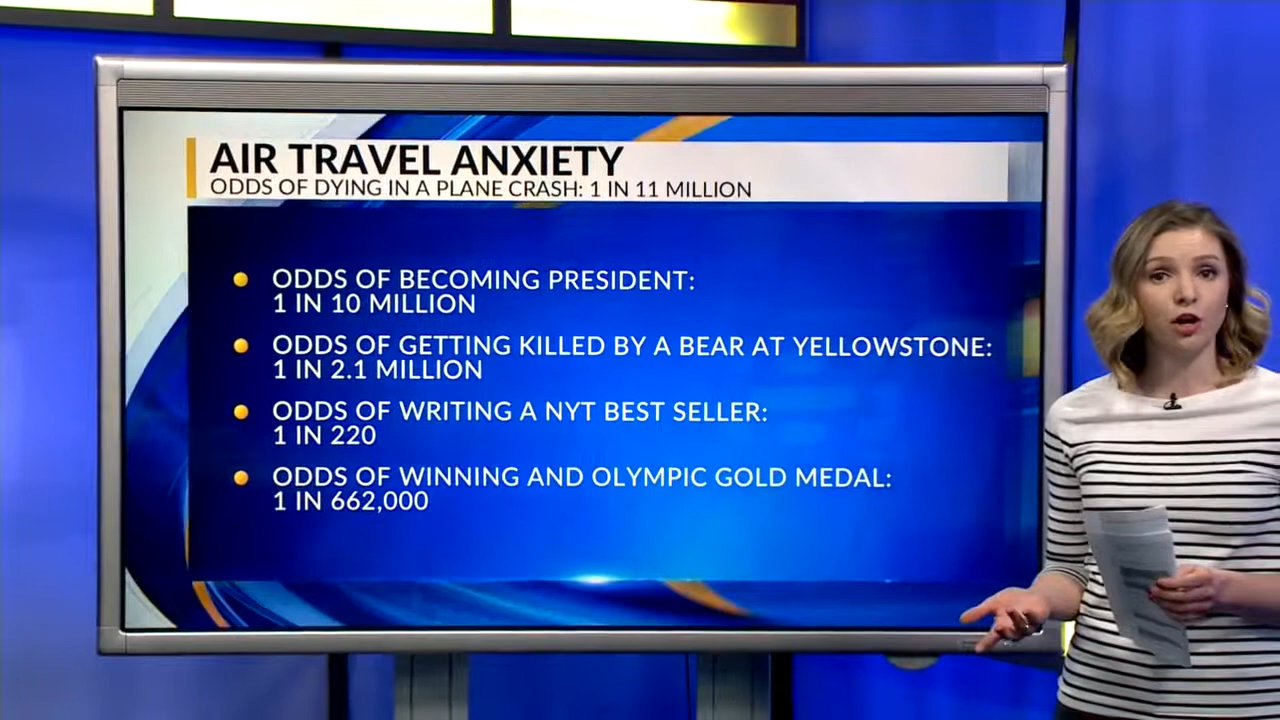 AIR TRAVEL ANXIETY
ODDS OF DYING IN A PLANE CRASH: 1 IN 11 MILLION
ODDS OF BECOMING PRESIDENT:
1 IN 10 MILLION
ODDS OF GETTING KILLED BY A BEAR AT YELLOWSTONE:
1 IN 2.1 MILLION
ODDS OF WRITING A NYT BEST SELLER:
1 IN 220
ODDS OF WINNING AND OLYMPIC GOLD MEDAL:
1 IN 662,000